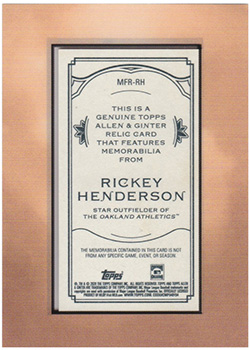 MFR-RH
THIS IS A
GENUINE TOPPS
ALLEN & GINTER
RELIC CARD
THAT FEATURES
MEMORABILIA
FROM
RICKEY
HENDERSON
STAR OUTFIELDER OF
THE OAKLAND ATHLETICS™
THE MEMORABILIA CONTAINED IN THIS CARD IS NOT
FROM ANY SPECIFIC GAME, EVENT, OR SEASON.
Topps